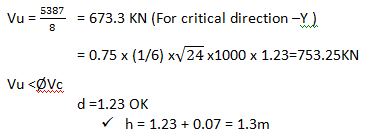 Vu = 5387/8 = 673.3 KN (For critical direction –Y )
= 0.75 x (1/6) x√24 x1000 x 1.23=753.25KN
Vu <ØVc
d =1.23 OK
✓ h = 1.23 + 0.07 = 1.3m